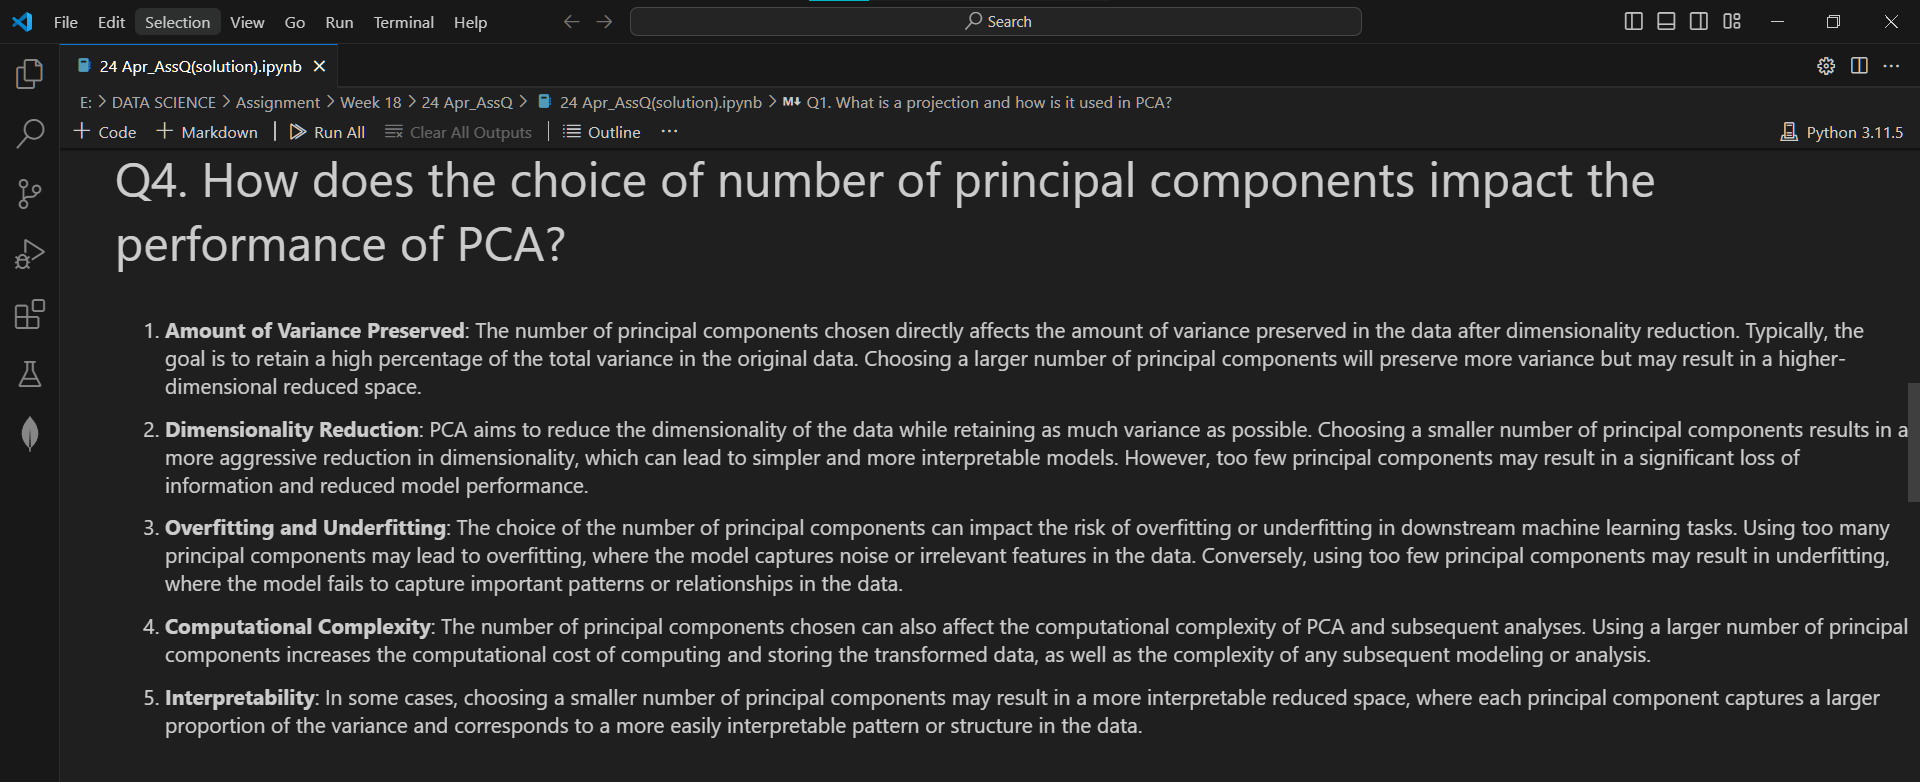 File Edit Selection View Go Run Terminal Help
Search
24 Apr_AssQ(solution).ipynb
E: > DATA SCIENCE > Assignment > Week 18 > 24 Apr_AssQ > 24 Apr_AssQ(solution).ipynb > M↓ Q1. What is a projection and how is it used in PCA?
+ Code + Markdown | Run All Clear All Outputs | Outline ...
Python 3.11.5
Q4. How does the choice of number of principal components impact the
performance of PCA?
1. Amount of Variance Preserved: The number of principal components chosen directly affects the amount of variance preserved in the data after dimensionality reduction. Typically, the
goal is to retain a high percentage of the total variance in the original data. Choosing a larger number of principal components will preserve more variance but may result in a higher-
dimensional reduced space.
2. Dimensionality Reduction: PCA aims to reduce the dimensionality of the data while retaining as much variance as possible. Choosing a smaller number of principal components results in a
more aggressive reduction in dimensionality, which can lead to simpler and more interpretable models. However, too few principal components may result in a significant loss of
information and reduced model performance.
3. Overfitting and Underfitting: The choice of the number of principal components can impact the risk of overfitting or underfitting in downstream machine learning tasks. Using too many
principal components may lead to overfitting, where the model captures noise or irrelevant features in the data. Conversely, using too few principal components may result in underfitting,
where the model fails to capture important patterns or relationships in the data.
4. Computational Complexity: The number of principal components chosen can also affect the computational complexity of PCA and subsequent analyses. Using a larger number of principal
components increases the computational cost of computing and storing the transformed data, as well as the complexity of any subsequent modeling or analysis.
5. Interpretability: In some cases, choosing a smaller number of principal components may result in a more interpretable reduced space, where each principal component captures a larger
proportion of the variance and corresponds to a more easily interpretable pattern or structure in the data.